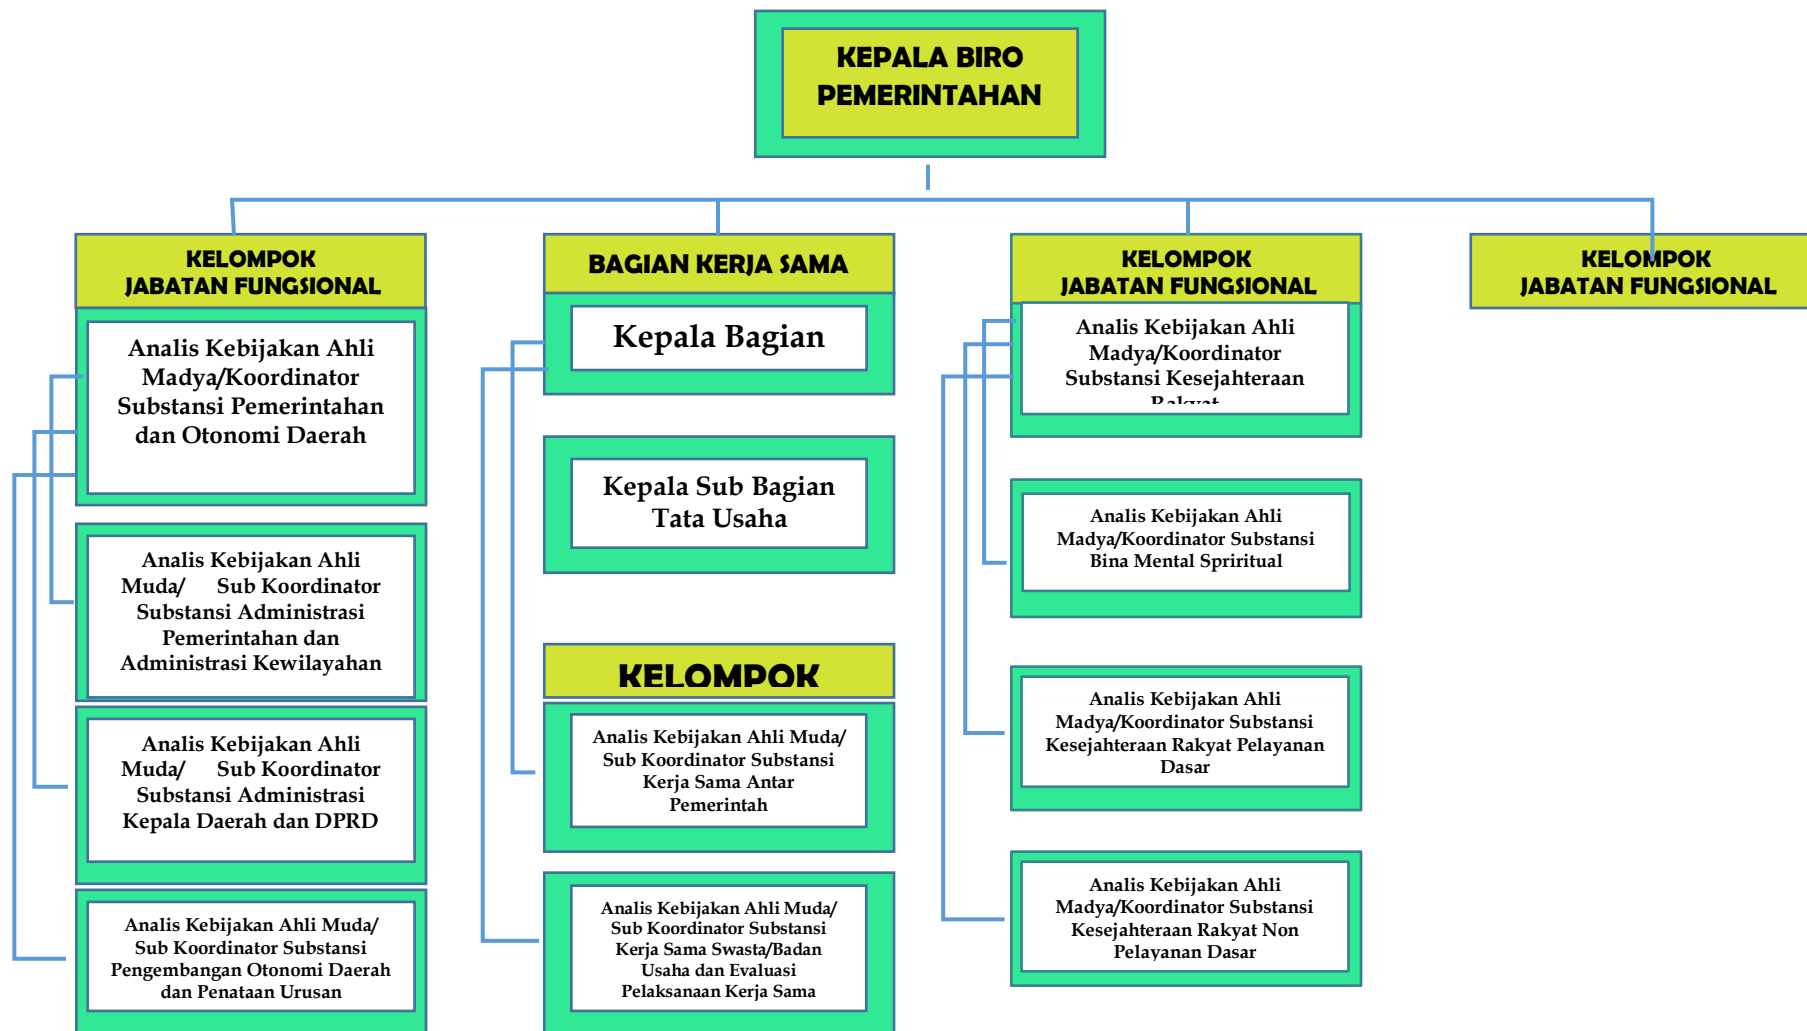 KEPALA BIRO
PEMERINTAHAN
KELOMPOK
JABATAN FUNGSIONAL
Analis Kebijakan Ahli
Madya/Koordinator
Substansi Pemerintahan
dan Otonomi Daerah
Analis Kebijakan Ahli
Muda/ Sub Koordinator
Substansi Administrasi
Pemerintahan dan
Administrasi Kewilayahan
Analis Kebijakan Ahli
Muda/ Sub Koordinator
Substansi Administrasi
Kepala Daerah dan DPRD
Analis Kebijakan Ahli Muda/
Sub Koordinator Substansi
Pengembangan Otonomi Daerah
dan Penataan Urusan
BAGIAN KERJA SAMA
Kepala Bagian
Kepala Sub Bagian
Tata Usaha
KELOMPOK
Analis Kebijakan Ahli Muda/
Sub Koordinator Substansi
Kerja Sama Antar
Pemerintah
Analis Kebijakan Ahli Muda/
Sub Koordinator Substansi
Kerja Sama Swasta/Badan
Usaha dan Evaluasi
Pelaksanaan Kerja Sama
KELOMPOK
JABATAN FUNGSIONAL
Analis Kebijakan Ahli
Madya/Koordinator
Substansi Kesejahteraan
Rakyat
Analis Kebijakan Ahli
Madya/Koordinator Substansi
Bina Mental Spriritual
Analis Kebijakan Ahli
Madya/Koordinator Substansi
Kesejahteraan Rakyat Pelayanan
Dasar
Analis Kebijakan Ahli
Madya/Koordinator Substansi
Kesejahteraan Rakyat Non
Pelayanan Dasar
KELOMPOK
JABATAN FUNGSIONAL